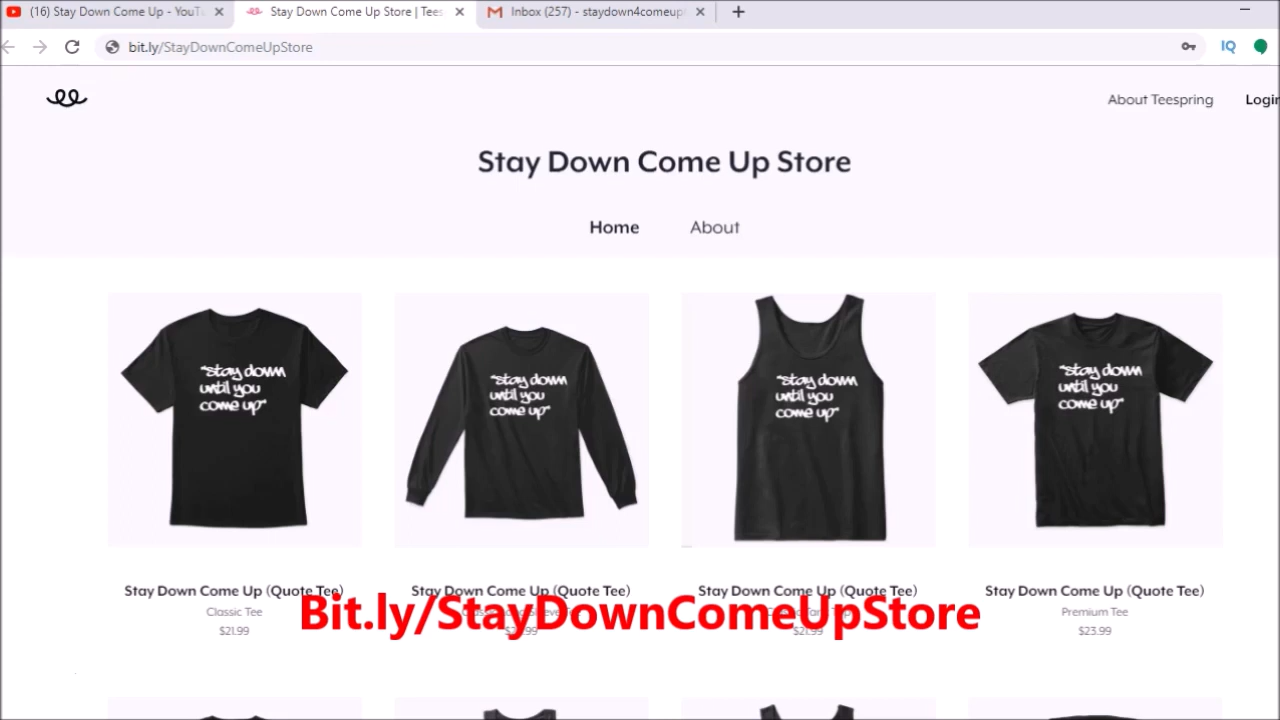 (16) Stay Down Come Up - YouTu
Stay Down Come Up Store | Tees
Inbox (257) - staydown4comeup
bit.ly/StayDownComeUpStore
IQ
About Teespring
Login
Stay Down Come Up Store
Home
About
"stay down
until you
come up"
"stay down
until you
come up"
"stay down
until you
come up"
"stay down
until you
come up"
Stay Down Come Up (Quote Tee)
Classic Tee
$21.99
Stay Down Come Up (Quote Tee)
Stay Down Come Up (Quote Tee)
$21.99
Stay Down Come Up (Quote Tee)
Premium Tee
$23.99
Bit.ly/StayDownComeUpStore